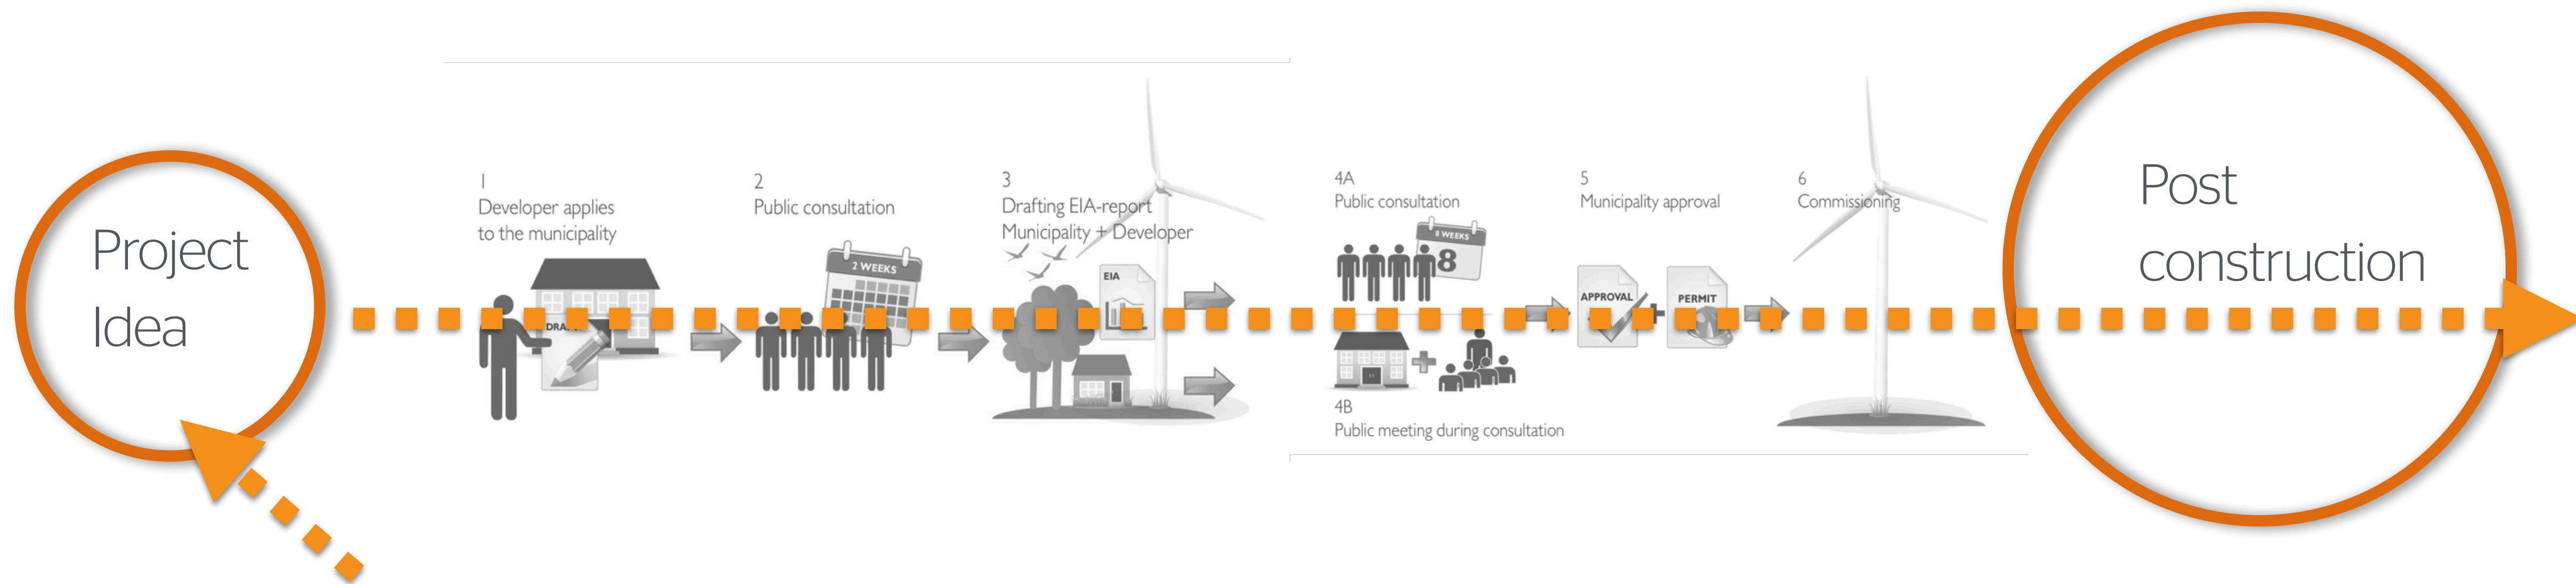 Project
Idea
1
Developer applies
to the municipality
2
Public consultation
2 WEEKS
3
Drafting EIA-report
Municipality + Developer
EIA
4A
Public consultation
8 WEEKS
8
4B
Public meeting during consultation
5
Municipality approval
APPROVAL
PERMIT
6
Commissioning
Post
construction